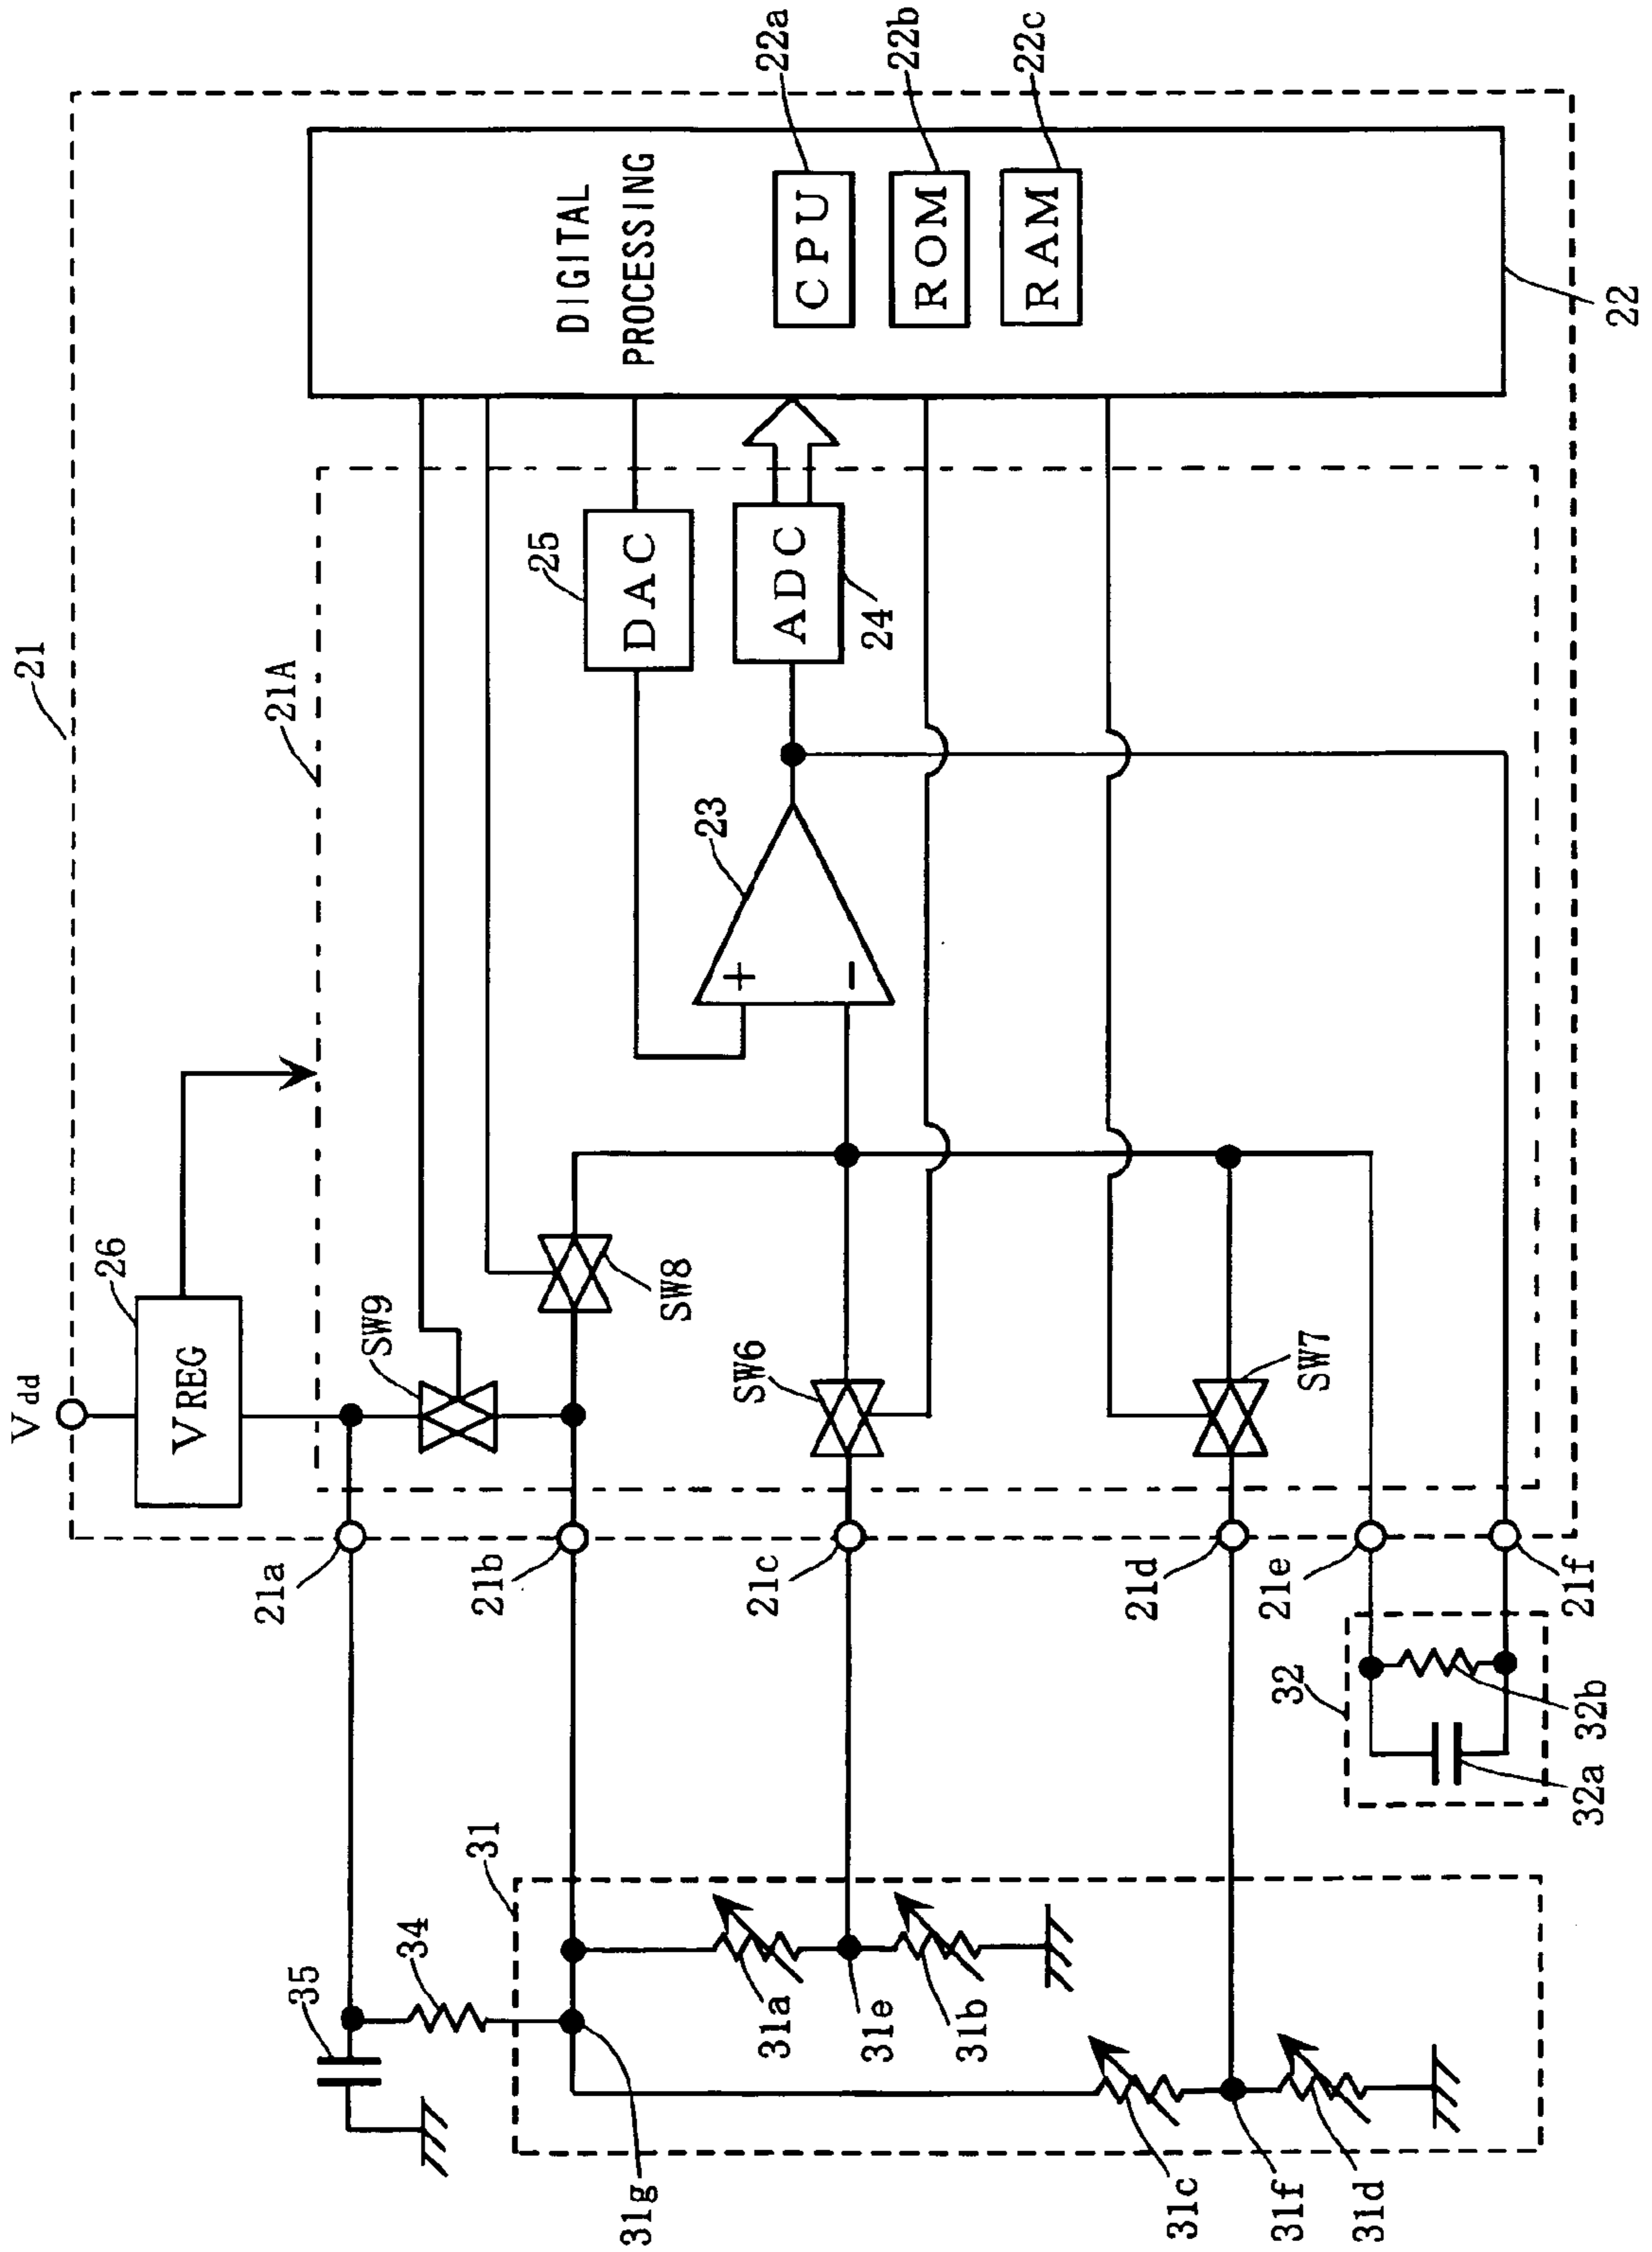 21
Vdd
26
VREG
21A
SW9
SW8
SW6
SW7
23
+
−
25
DAC
ADC
24
DIGITAL
PROCESSING
CPU
ROM
RAM
22a
22b
22c
22
21a
21b
21c
21d
21e
21f
32
32a
32b
35
34
31
31a
31e
31b
31g
31c
31f
31d